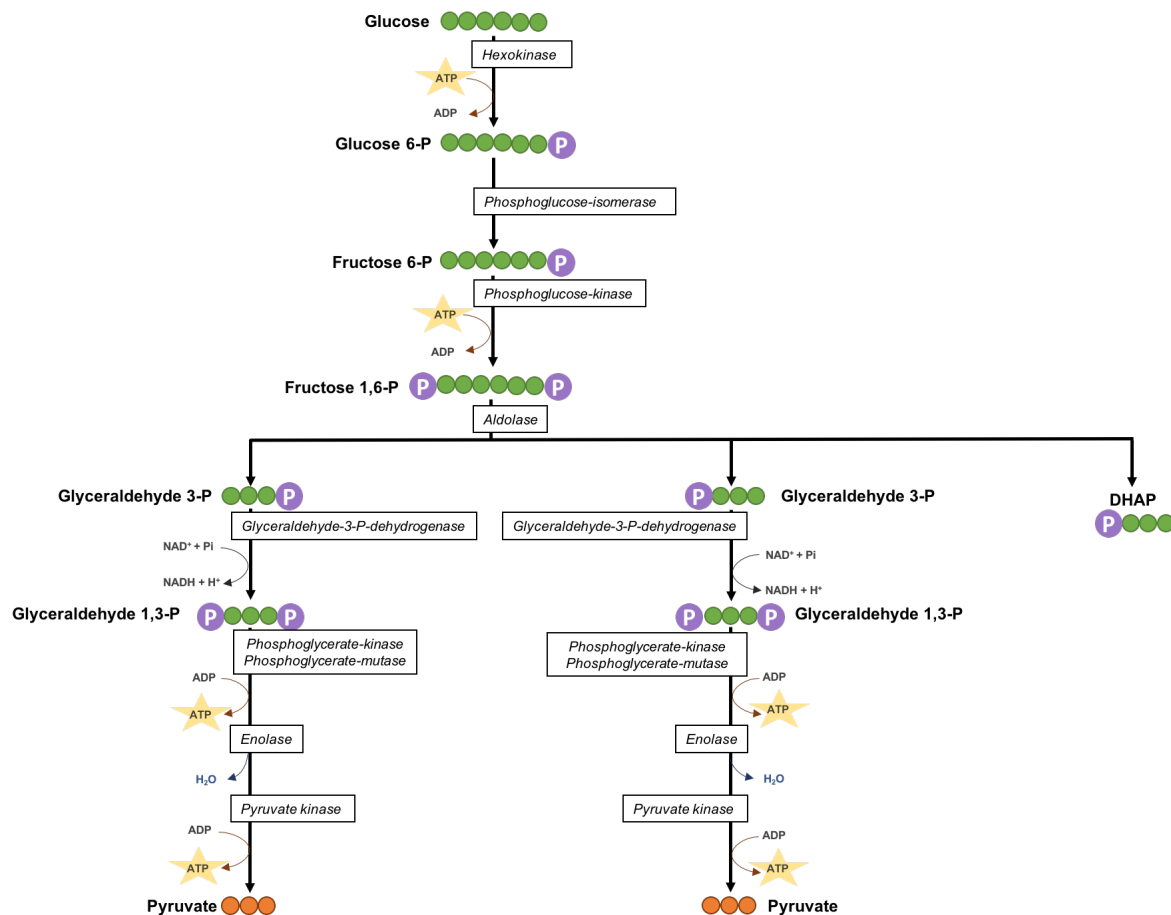 Glucose
Hexokinase
ATP
ADP
Glucose 6-P
P
Phosphoglucose-isomerase
Fructose 6-P
P
Phosphoglucose-kinase
ATP
ADP
Fructose 1,6-P
P
P
Aldolase
Glyceraldehyde 3-P
P
P
Glyceraldehyde 3-P
DHAP
P
Glyceraldehyde-3-P-dehydrogenase
Glyceraldehyde-3-P-dehydrogenase
NAD⁺ + Pi
NAD⁺ + Pi
NADH + H⁺
NADH + H⁺
Glyceraldehyde 1,3-P
P
P
P
P
Glyceraldehyde 1,3-P
Phosphoglycerate-kinase
Phosphoglycerate-mutase
Phosphoglycerate-kinase
Phosphoglycerate-mutase
ADP
ADP
ATP
ATP
Enolase
Enolase
H₂O
H₂O
Pyruvate kinase
Pyruvate kinase
ADP
ADP
ATP
ATP
Pyruvate
Pyruvate